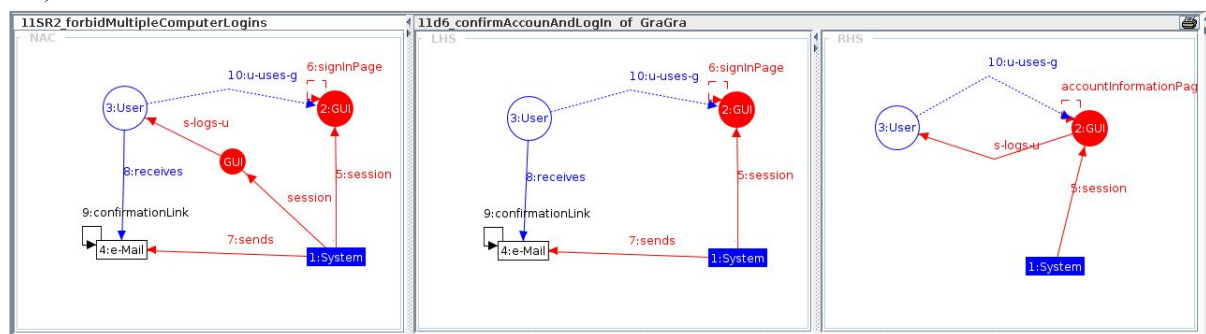 11SR2_forbidMultipleComputerLogins
11d6_confirmAccounAndLogIn of GraGra
NAC
6:signInPage
10:u-uses-g
3:User
2:GUI
s-logs-u
GUI
8:receives
session
5:session
9:confirmationLink
7:sends
4:e-Mail
1:System
LHS
6:signInPage
10:u-uses-g
3:User
2:GUI
8:receives
5:session
9:confirmationLink
7:sends
4:e-Mail
1:System
RHS
10:u-uses-g
accountInformationPag
3:User
2:GUI
s-logs-u
5:session
1:System